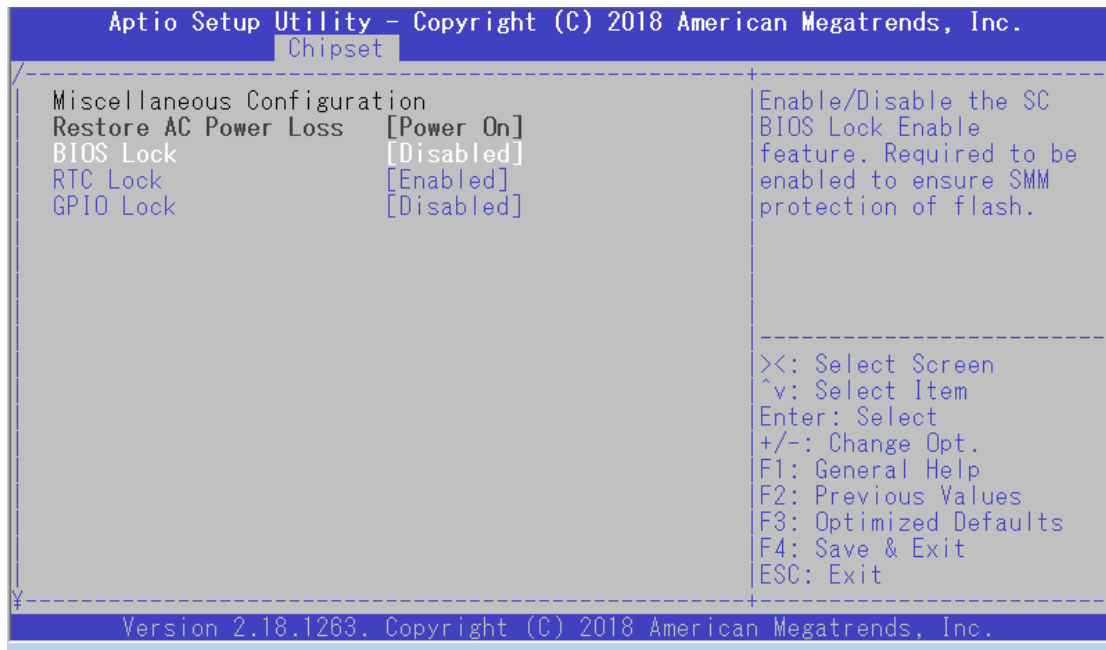 Aptio Setup Utility - Copyright (C) 2018 American Megatrends, Inc.
Chipset
/------------------------------------------------+-----------------------
Miscellaneous Configuration
Restore AC Power Loss [Power On]
BIOS Lock [Disabled]
RTC Lock [Enabled]
GPIO Lock [Disabled]
Enable/Disable the SC
BIOS Lock Enable
feature. Required to be
enabled to ensure SMM
protection of flash.
-----------------------
><: Select Screen
^v: Select Item
Enter: Select
+/-: Change Opt.
F1: General Help
F2: Previous Values
F3: Optimized Defaults
F4: Save & Exit
ESC: Exit
¥------------------------------------------------+-----------------------
Version 2.18.1263. Copyright (C) 2018 American Megatrends, Inc.